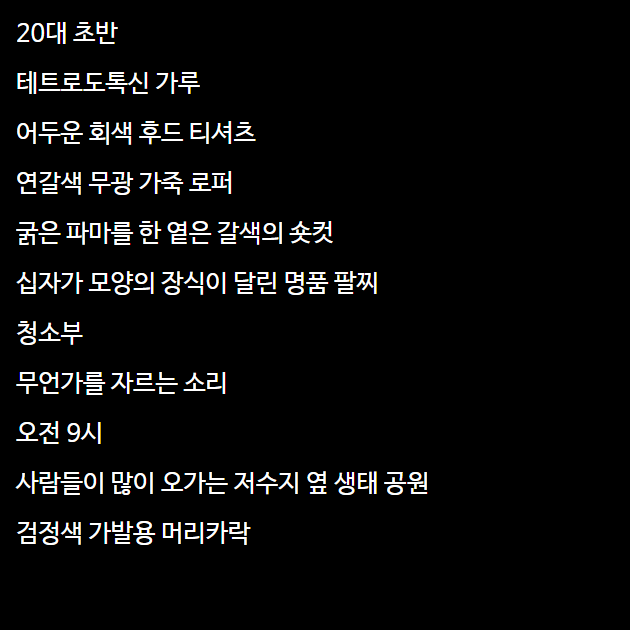 20대 초반
테트로도톡신 가루
어두운 회색 후드 티셔츠
연갈색 무광 가죽 로퍼
굵은 파마를 한 옅은 갈색의 숏컷
십자가 모양의 장식이 달린 명품 팔찌
청소부
무언가를 자르는 소리
오전 9시
사람들이 많이 오가는 저수지 옆 생태 공원
검정색 가발용 머리카락